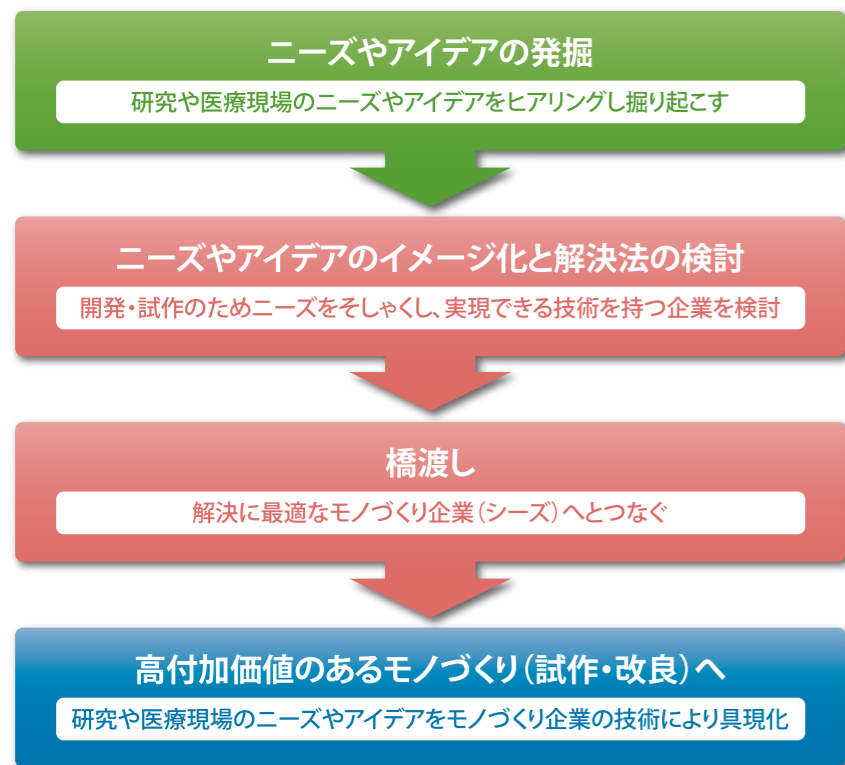 ニーズやアイデアの発掘
研究や医療現場のニーズやアイデアをヒアリングし掘り起こす
ニーズやアイデアのイメージ化と解決法の検討
開発・試作のためニーズをそしゃくし、実現できる技術を持つ企業を検討
橋渡し
解決に最適なモノづくり企業（シーズ）へとつなぐ
高付加価値のあるモノづくり（試作・改良）へ
研究や医療現場のニーズやアイデアをモノづくり企業の技術により具現化